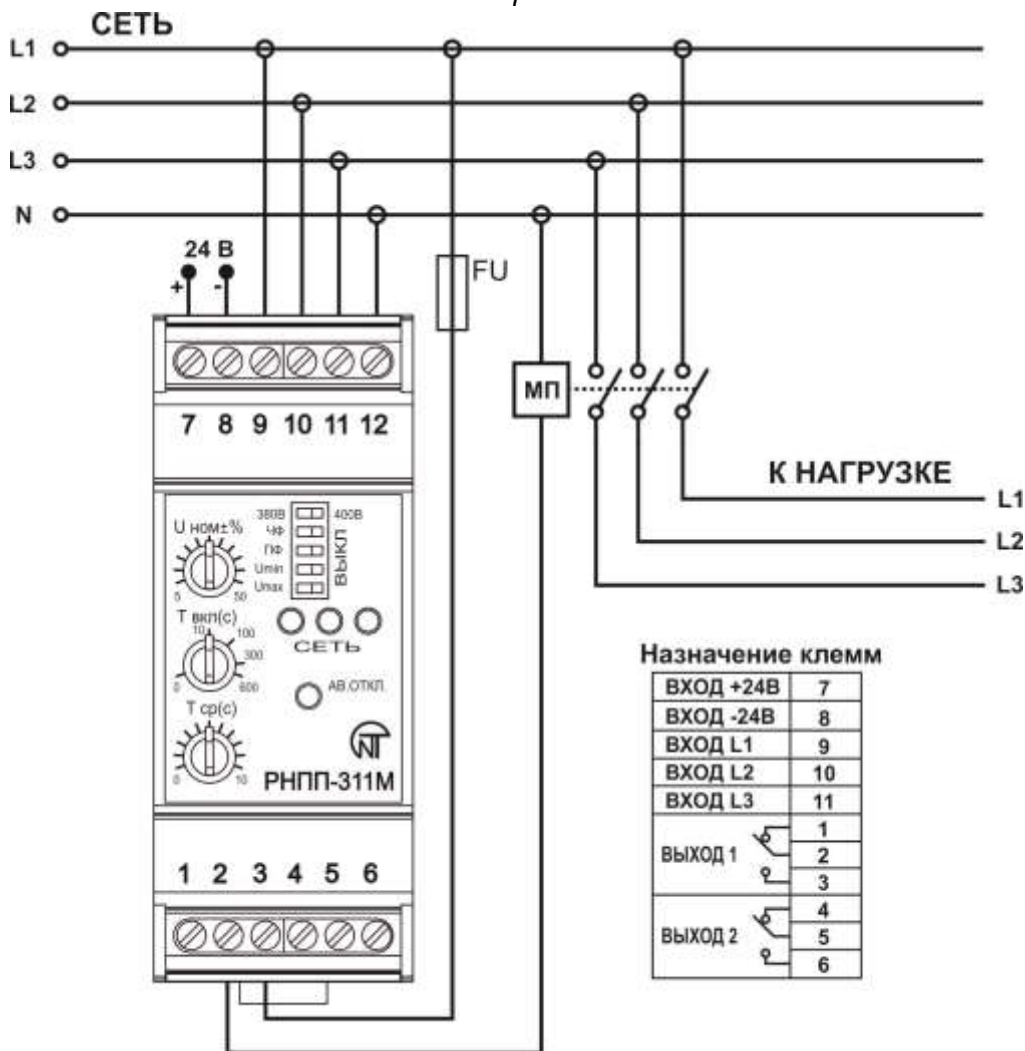 СЕТЬ
L1
L2
L3
N
24 В
+ -
FU
7 8 9 10 11 12
МП
К НАГРУЗКЕ
L1
L2
L3
U ном±%
5 50
380В 400В
ЧФ
ПФ
Umin
Umax
ВЫКЛ
Т вкл(с)
0 10 100 300 600
СЕТЬ
АВ.ОТКЛ.
Т ср(с)
0 10
NT
РНПП-311М
1 2 3 4 5 6
Назначение клемм
ВХОД +24В 7
ВХОД -24В 8
ВХОД L1 9
ВХОД L2 10
ВХОД L3 11
ВЫХОД 1 1
2
3
ВЫХОД 2 4
5
6